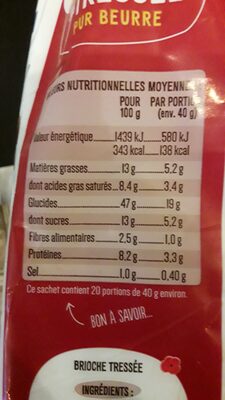 TRESSÉE
PUR BEURRE
VALEURS NUTRITIONNELLES MOYENNES
POUR 100 g
PAR PORTION (env. 40 g)
Valeur énergétique 1439 kJ 580 kJ
343 kcal 138 kcal
Matières grasses 13 g 5,2 g
dont acides gras saturés 8,4 g 3,4 g
Glucides 47 g 19 g
dont sucres 13 g 5,2 g
Fibres alimentaires 2,5 g 1,0 g
Protéines 8,2 g 3,3 g
Sel 1,0 g 0,40 g
Ce sachet contient 20 portions de 40 g environ.
BON À SAVOIR...
BRIOCHE TRESSÉE
INGRÉDIENTS :